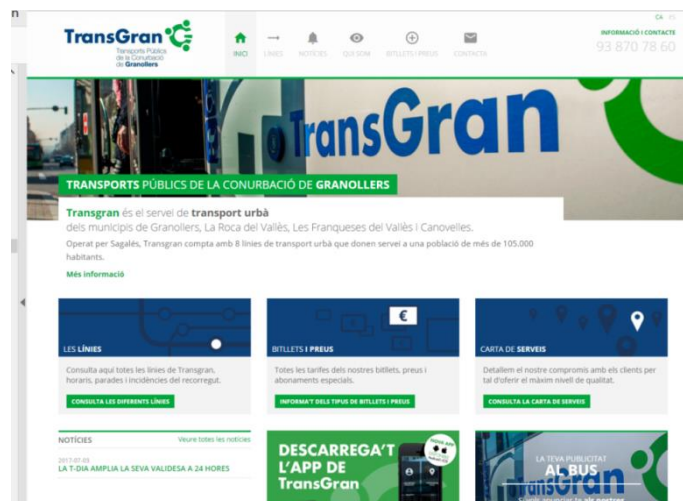 CA ES
TransGran
Transports Públics
de la Conurbació
de Granollers
INICI
LÍNIES
NOTÍCIES
QUI SOM
BITLLETS I PREUS
CONTACTA
INFORMACIÓ I CONTACTE
93 870 78 60
TransGran
TRANSPORTS PÚBLICS DE LA CONURBACIÓ DE GRANOLLERS
Transgran és el servei de transport urbà
dels municipis de Granollers, La Roca del Vallès, Les Franqueses del Vallès i Canovelles.
Operat per Sagalés, Transgran compta amb 8 línies de transport urbà que donen servei a una població de més de 105.000
habitants.
Més informació
LES LÍNIES
Consulta aquí totes les línies de Transgran,
horaris, parades i incidències del recorregut.
CONSULTA LES DIFERENTS LÍNIES
€
BITLLETS I PREUS
Totes les tarifes dels nostres bitllets, preus i
abonaments especials.
INFORMA'T DELS TIPUS DE BITLLETS I PREUS
CARTA DE SERVEIS
Detallem el nostre compromis amb els clients per
tal d'oferir el màxim nivell de qualitat.
CONSULTA LA CARTA DE SERVEIS
NOTÍCIES
Veure totes les notícies
2017-07-05
LA T-DIA AMPLIA LA SEVA VALIDESA A 24 HORES
DESCARREGA'T
L'APP DE
TransGran
NOVA APP
LA TEVA PUBLICITAT
AL BUS
TransGran